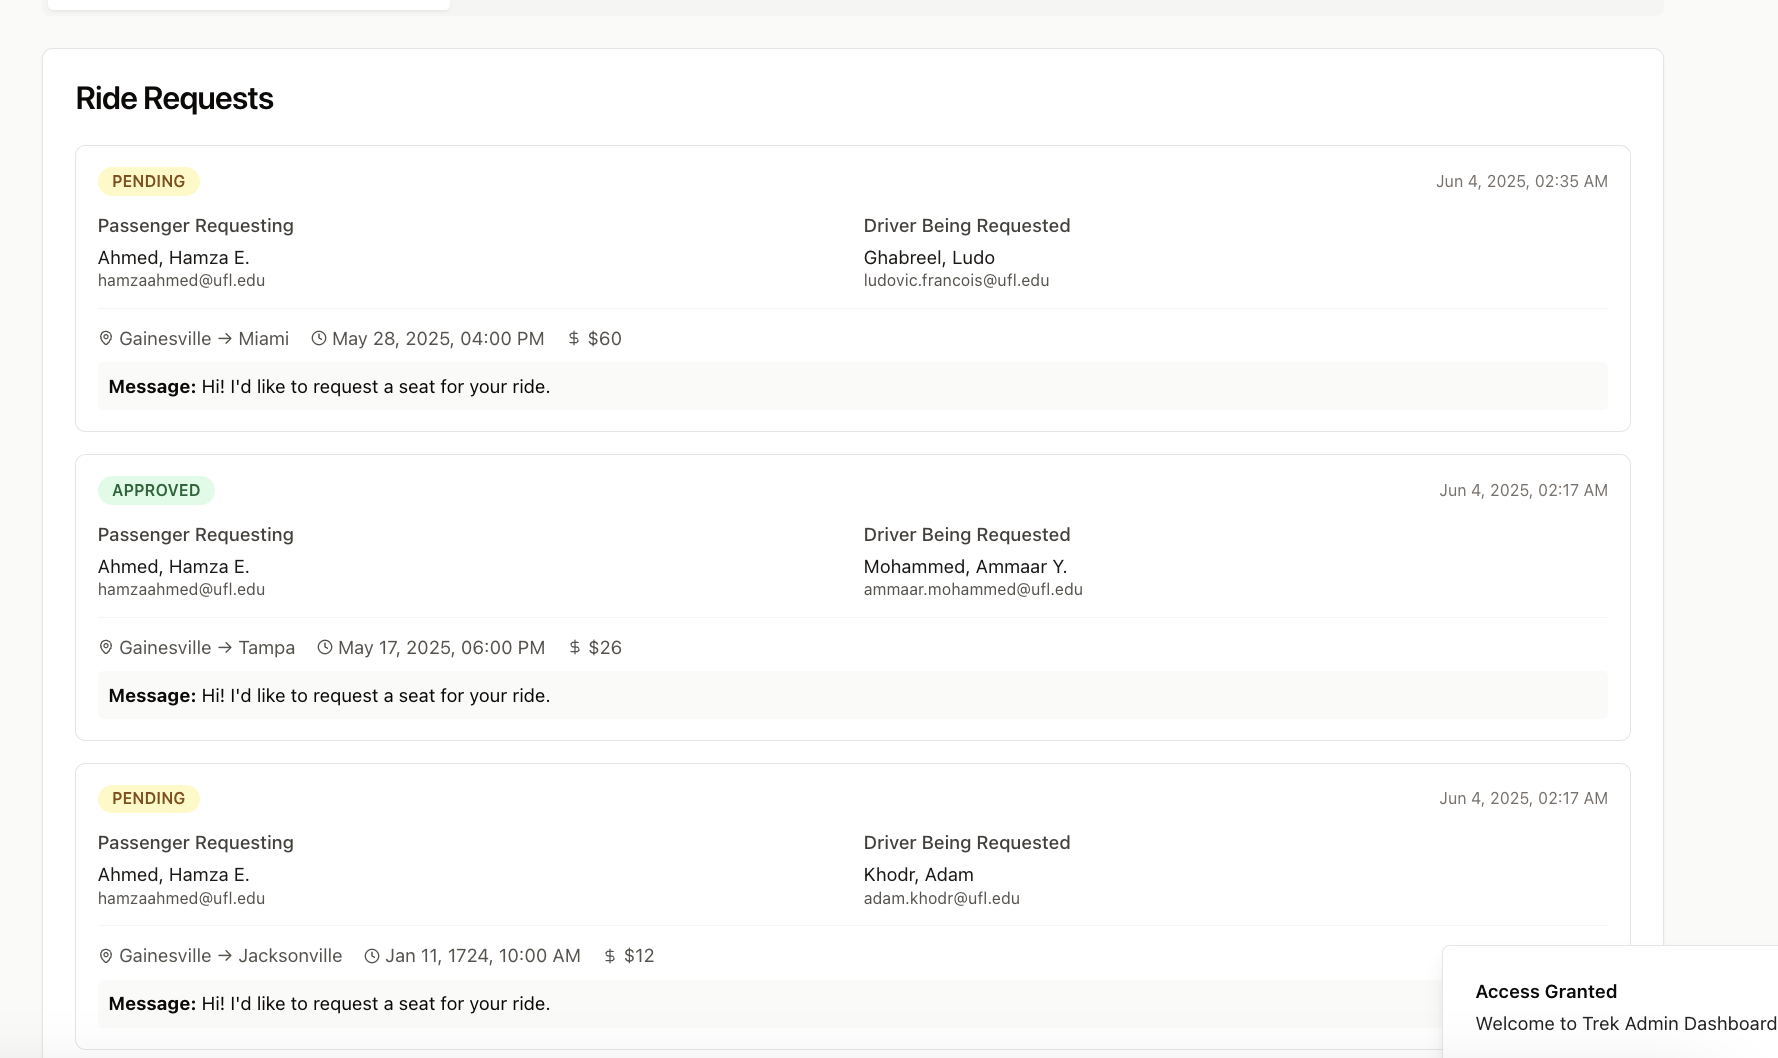 Ride Requests
PENDING
Jun 4, 2025, 02:35 AM
Passenger Requesting
Driver Being Requested
Ahmed, Hamza E.
Ghabreel, Ludo
hamzaahmed@ufl.edu
ludovic.francois@ufl.edu
Gainesville → Miami
May 28, 2025, 04:00 PM
$ $60
Message: Hi! I'd like to request a seat for your ride.
APPROVED
Jun 4, 2025, 02:17 AM
Passenger Requesting
Driver Being Requested
Ahmed, Hamza E.
Mohammed, Ammaar Y.
hamzaahmed@ufl.edu
ammaar.mohammed@ufl.edu
Gainesville → Tampa
May 17, 2025, 06:00 PM
$ $26
Message: Hi! I'd like to request a seat for your ride.
PENDING
Jun 4, 2025, 02:17 AM
Passenger Requesting
Driver Being Requested
Ahmed, Hamza E.
Khodr, Adam
hamzaahmed@ufl.edu
adam.khodr@ufl.edu
Gainesville → Jacksonville
Jan 11, 1724, 10:00 AM
$ $12
Message: Hi! I'd like to request a seat for your ride.
Access Granted
Welcome to Trek Admin Dashboard